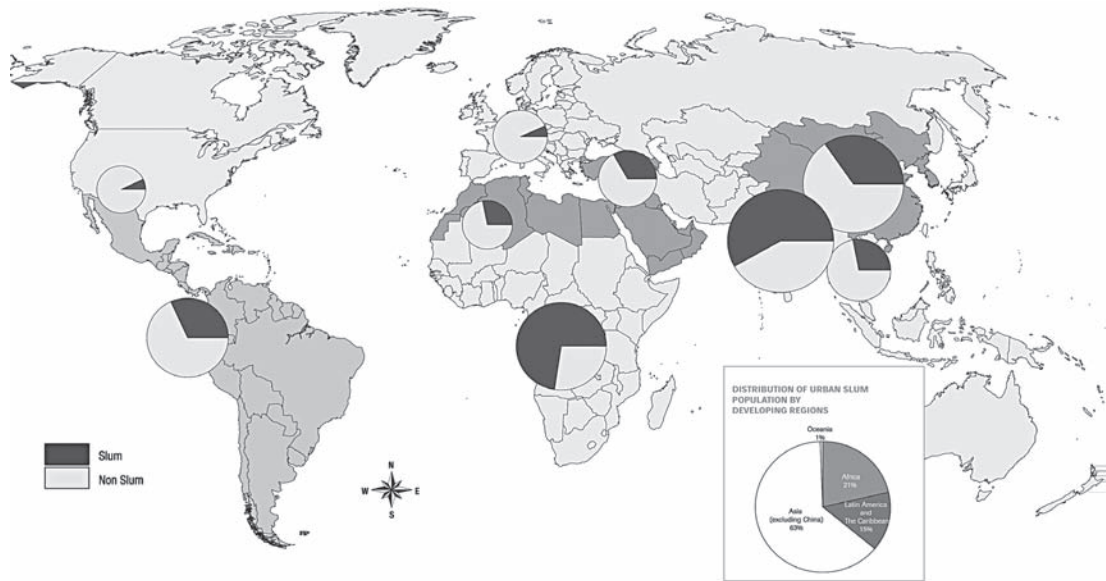 Slum
Non Slum
N
W E
S
DISTRIBUTION OF URBAN SLUM
POPULATION BY
DEVELOPING REGIONS
Oceania
1%
Africa
21%
Latin America
and
The Caribbean
15%
Asia
(excluding China)
63%